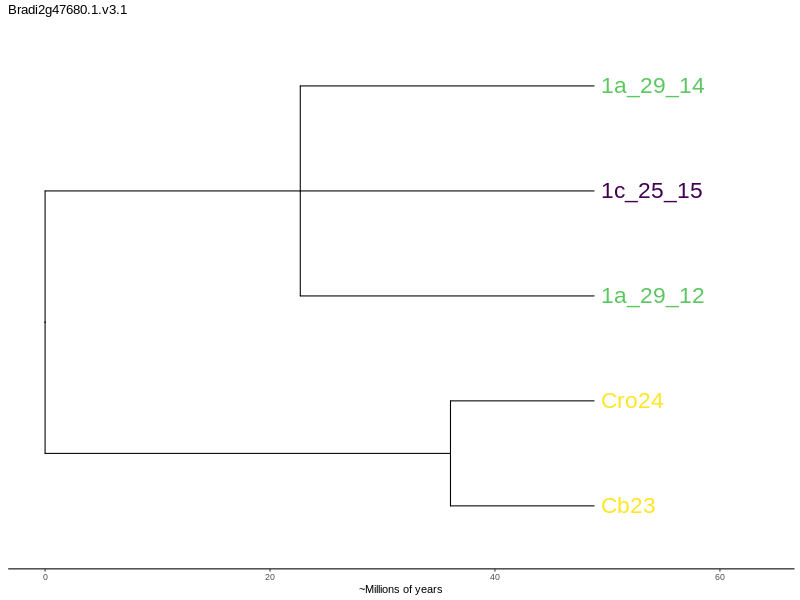 Bradi2g47680.1.v3.1
1a_29_14
1c_25_15
1a_29_12
Cro24
Cb23
0 20 40 60
~Millions of years